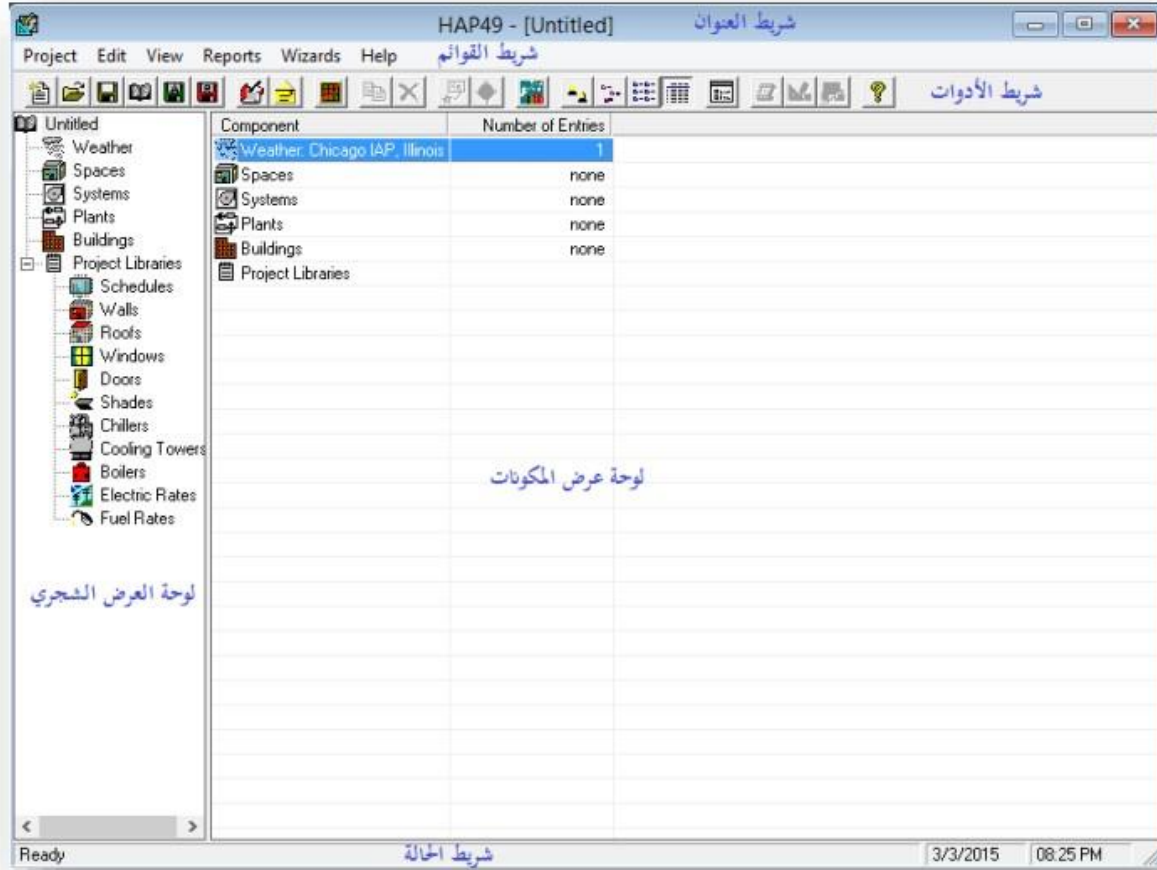 HAP49 - [Untitled] شريط العنوان
Project Edit View Reports Wizards Help شريط القوائم
شريط الأدوات
Untitled
Weather
Spaces
Systems
Plants
Buildings
Project Libraries
Schedules
Walls
Roofs
Windows
Doors
Shades
Chillers
Cooling Towers
Boilers
Electric Rates
Fuel Rates
لوحة العرض الشجري
Component Number of Entries
Weather: Chicago IAP, Illinois 1
Spaces none
Systems none
Plants none
Buildings none
Project Libraries
لوحة عرض المكونات
Ready شريط الحالة 3/3/2015 08:25 PM